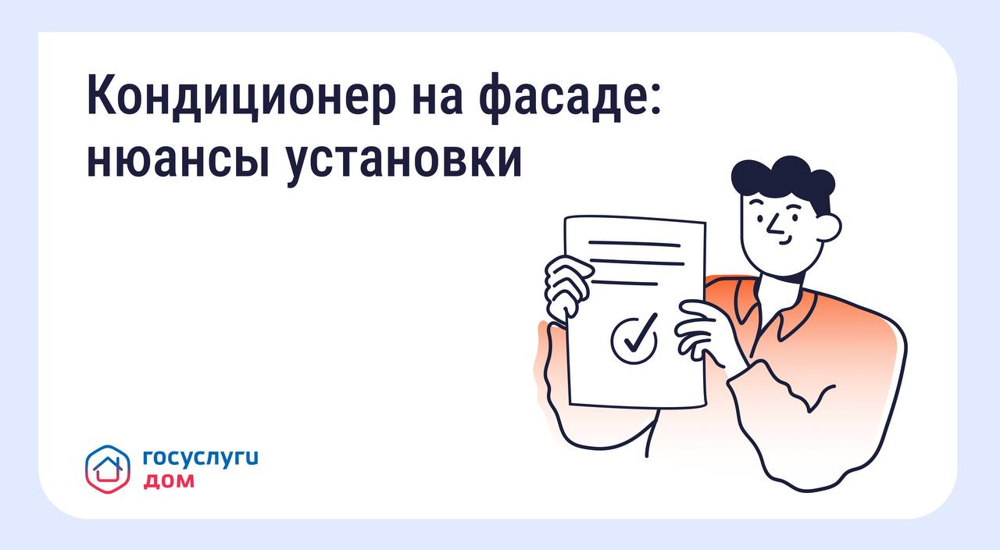 Кондиционер на фасаде:
нюансы установки
госуслуги
дом